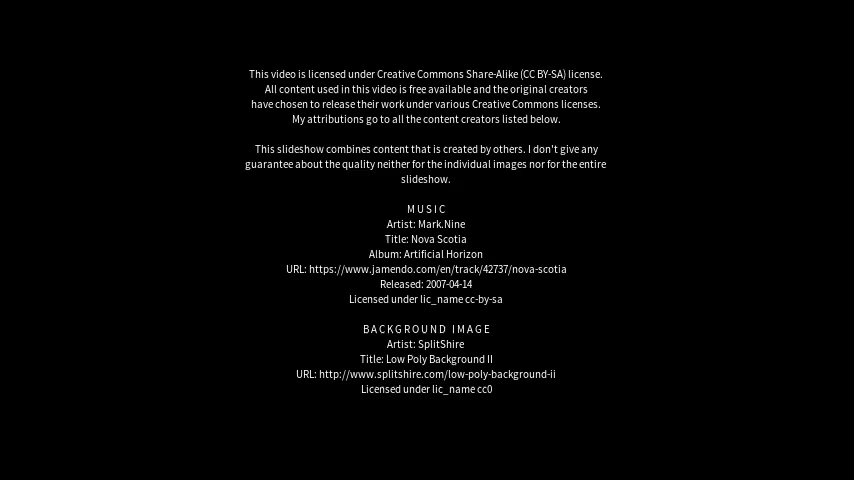 This video is licensed under Creative Commons Share-Alike (CC BY-SA) license.
All content used in this video is free available and the original creators
have chosen to release their work under various Creative Commons licenses.
My attributions go to all the content creators listed below.
This slideshow combines content that is created by others. I don't give any
guarantee about the quality neither for the individual images nor for the entire
slideshow.
MUSIC
Artist: Mark.Nine
Title: Nova Scotia
Album: Artificial Horizon
URL: https://www.jamendo.com/en/track/42737/nova-scotia
Released: 2007-04-14
Licensed under lic_name cc-by-sa
BACKGROUND IMAGE
Artist: SplitShire
Title: Low Poly Background II
URL: http://www.splitshire.com/low-poly-background-ii
Licensed under lic_name cc0